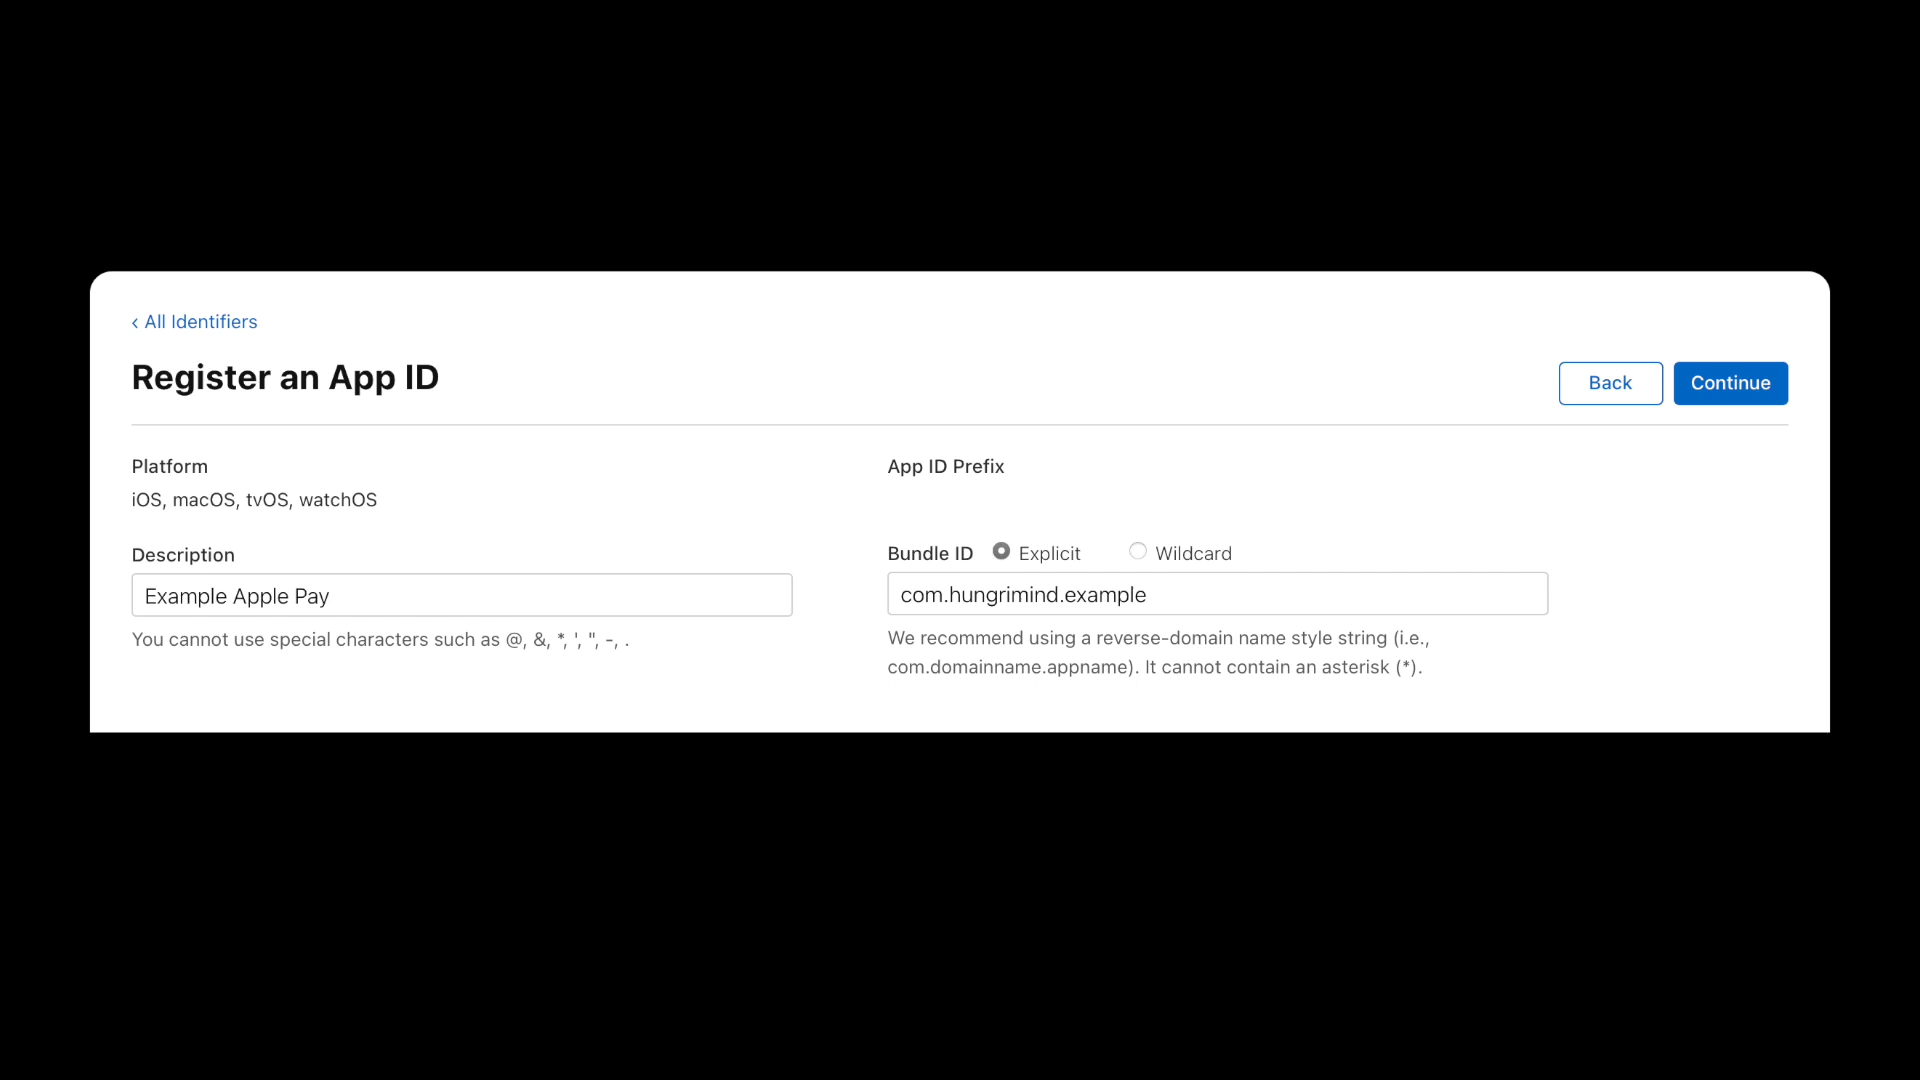 ‹ All Identifiers
Register an App ID
Back
Continue
Platform
iOS, macOS, tvOS, watchOS
App ID Prefix
Description
Example Apple Pay
You cannot use special characters such as @, &, *, ', ", -, .
Bundle ID
Explicit
Wildcard
com.hungrimind.example
We recommend using a reverse-domain name style string (i.e.,
com.domainname.appname). It cannot contain an asterisk (*).